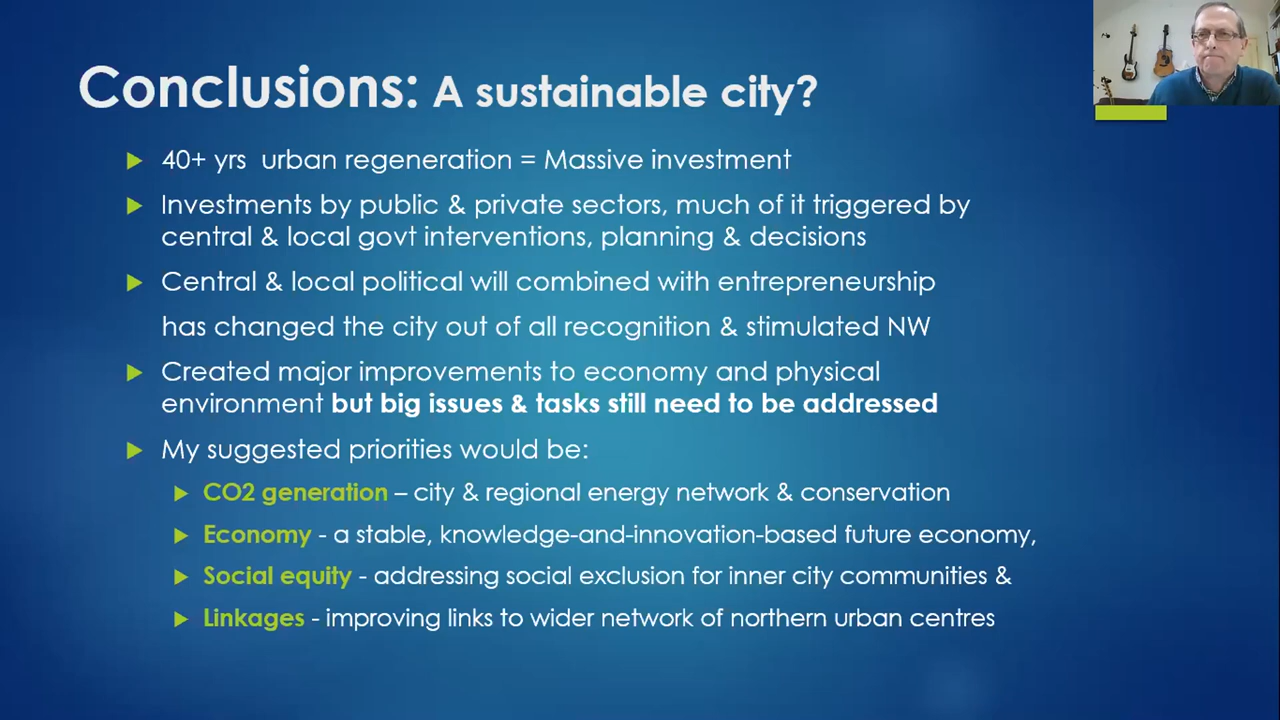 Conclusions: A sustainable city?
40+ yrs urban regeneration = Massive investment
Investments by public & private sectors, much of it triggered by
central & local govt interventions, planning & decisions
Central & local political will combined with entrepreneurship
has changed the city out of all recognition & stimulated NW
Created major improvements to economy and physical
environment but big issues & tasks still need to be addressed
My suggested priorities would be:
CO2 generation – city & regional energy network & conservation
Economy - a stable, knowledge-and-innovation-based future economy,
Social equity - addressing social exclusion for inner city communities &
Linkages - improving links to wider network of northern urban centres